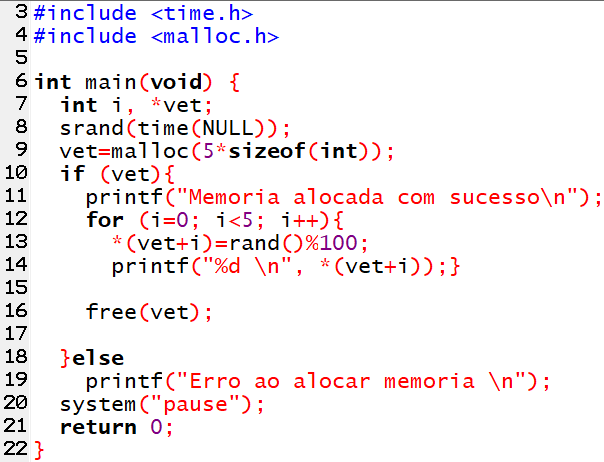 3 #include <time.h>
4 #include <malloc.h>
5
6 int main(void) {
7   int i, *vet;
8   srand(time(NULL));
9   vet=malloc(5*sizeof(int));
10   if (vet){
11     printf("Memoria alocada com sucesso\n");
12     for (i=0; i<5; i++){
13       *(vet+i)=rand()%100;
14       printf("%d \n", *(vet+i));}
15
16     free(vet);
17
18   }else
19     printf("Erro ao alocar memoria \n");
20   system("pause");
21   return 0;
22 }